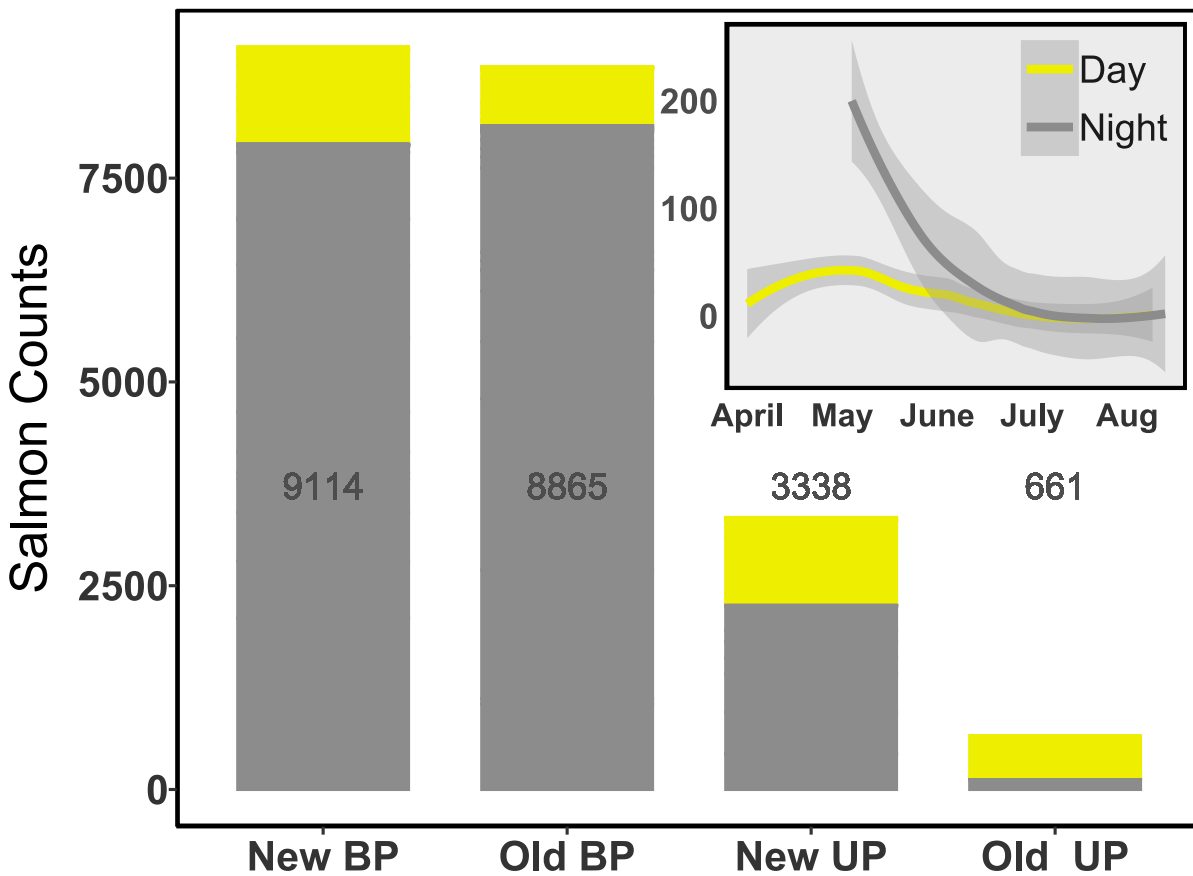 Salmon Counts
7500
5000
2500
0
9114
8865
3338
661
New BP
Old BP
New UP
Old UP
200
100
0
Day
Night
April May June July Aug